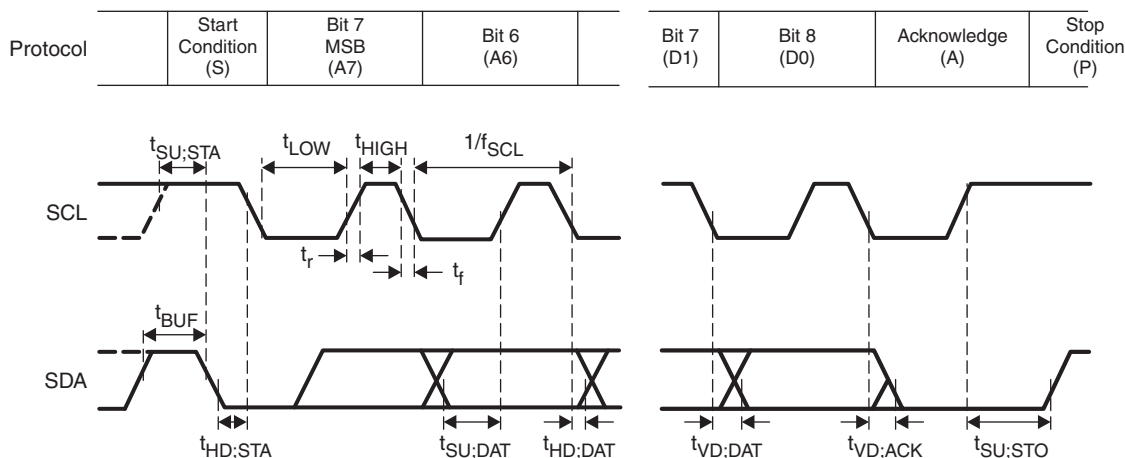 Protocol
Start
Condition
(S)
Bit 7
MSB
(A7)
Bit 6
(A6)
Bit 7
(D1)
Bit 8
(D0)
Acknowledge
(A)
Stop
Condition
(P)
tSU;STA
tLOW
tHIGH
1/fSCL
SCL
tr
tf
tBUF
SDA
tHD;STA
tSU;DAT
tHD;DAT
tVD;DAT
tVD;ACK
tSU;STO